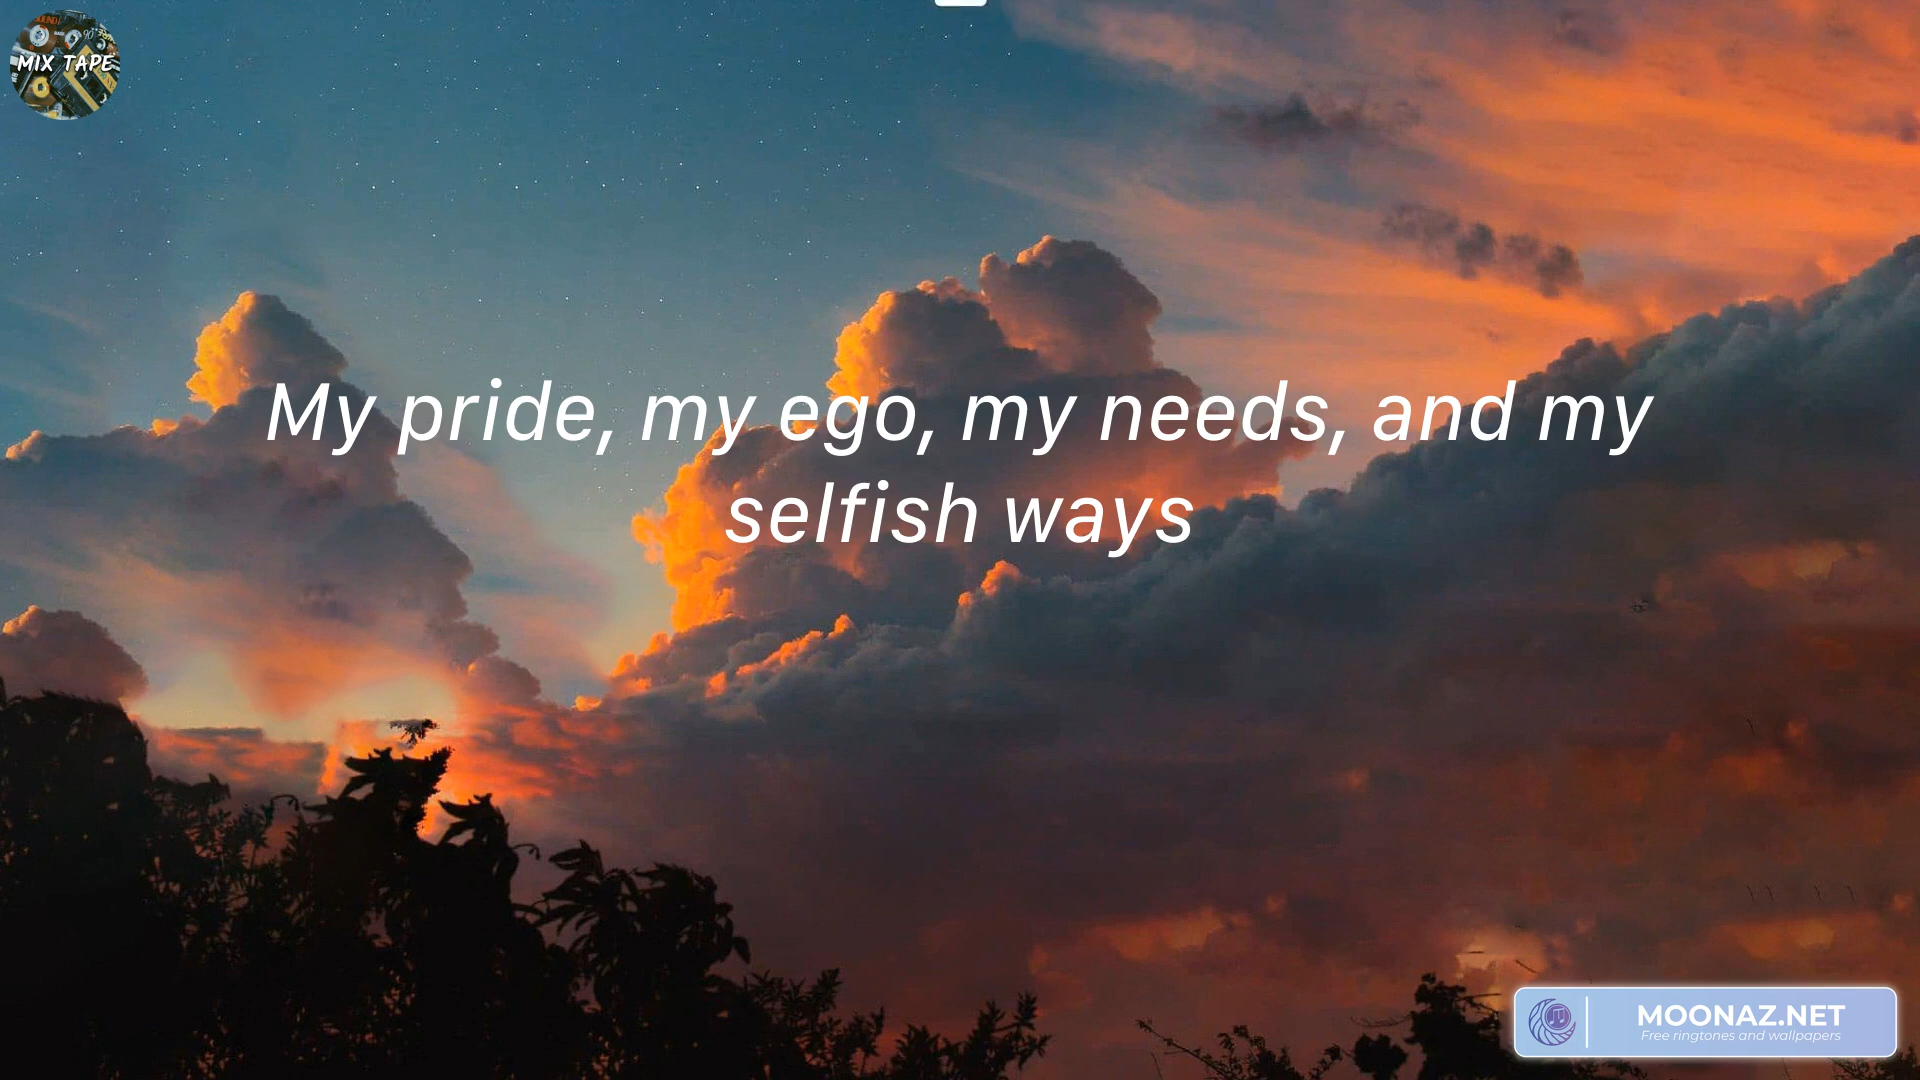 MIX TAPE
My pride, my ego, my needs, and my
selfish ways
MOONAZ.NET
Free ringtones and wallpapers